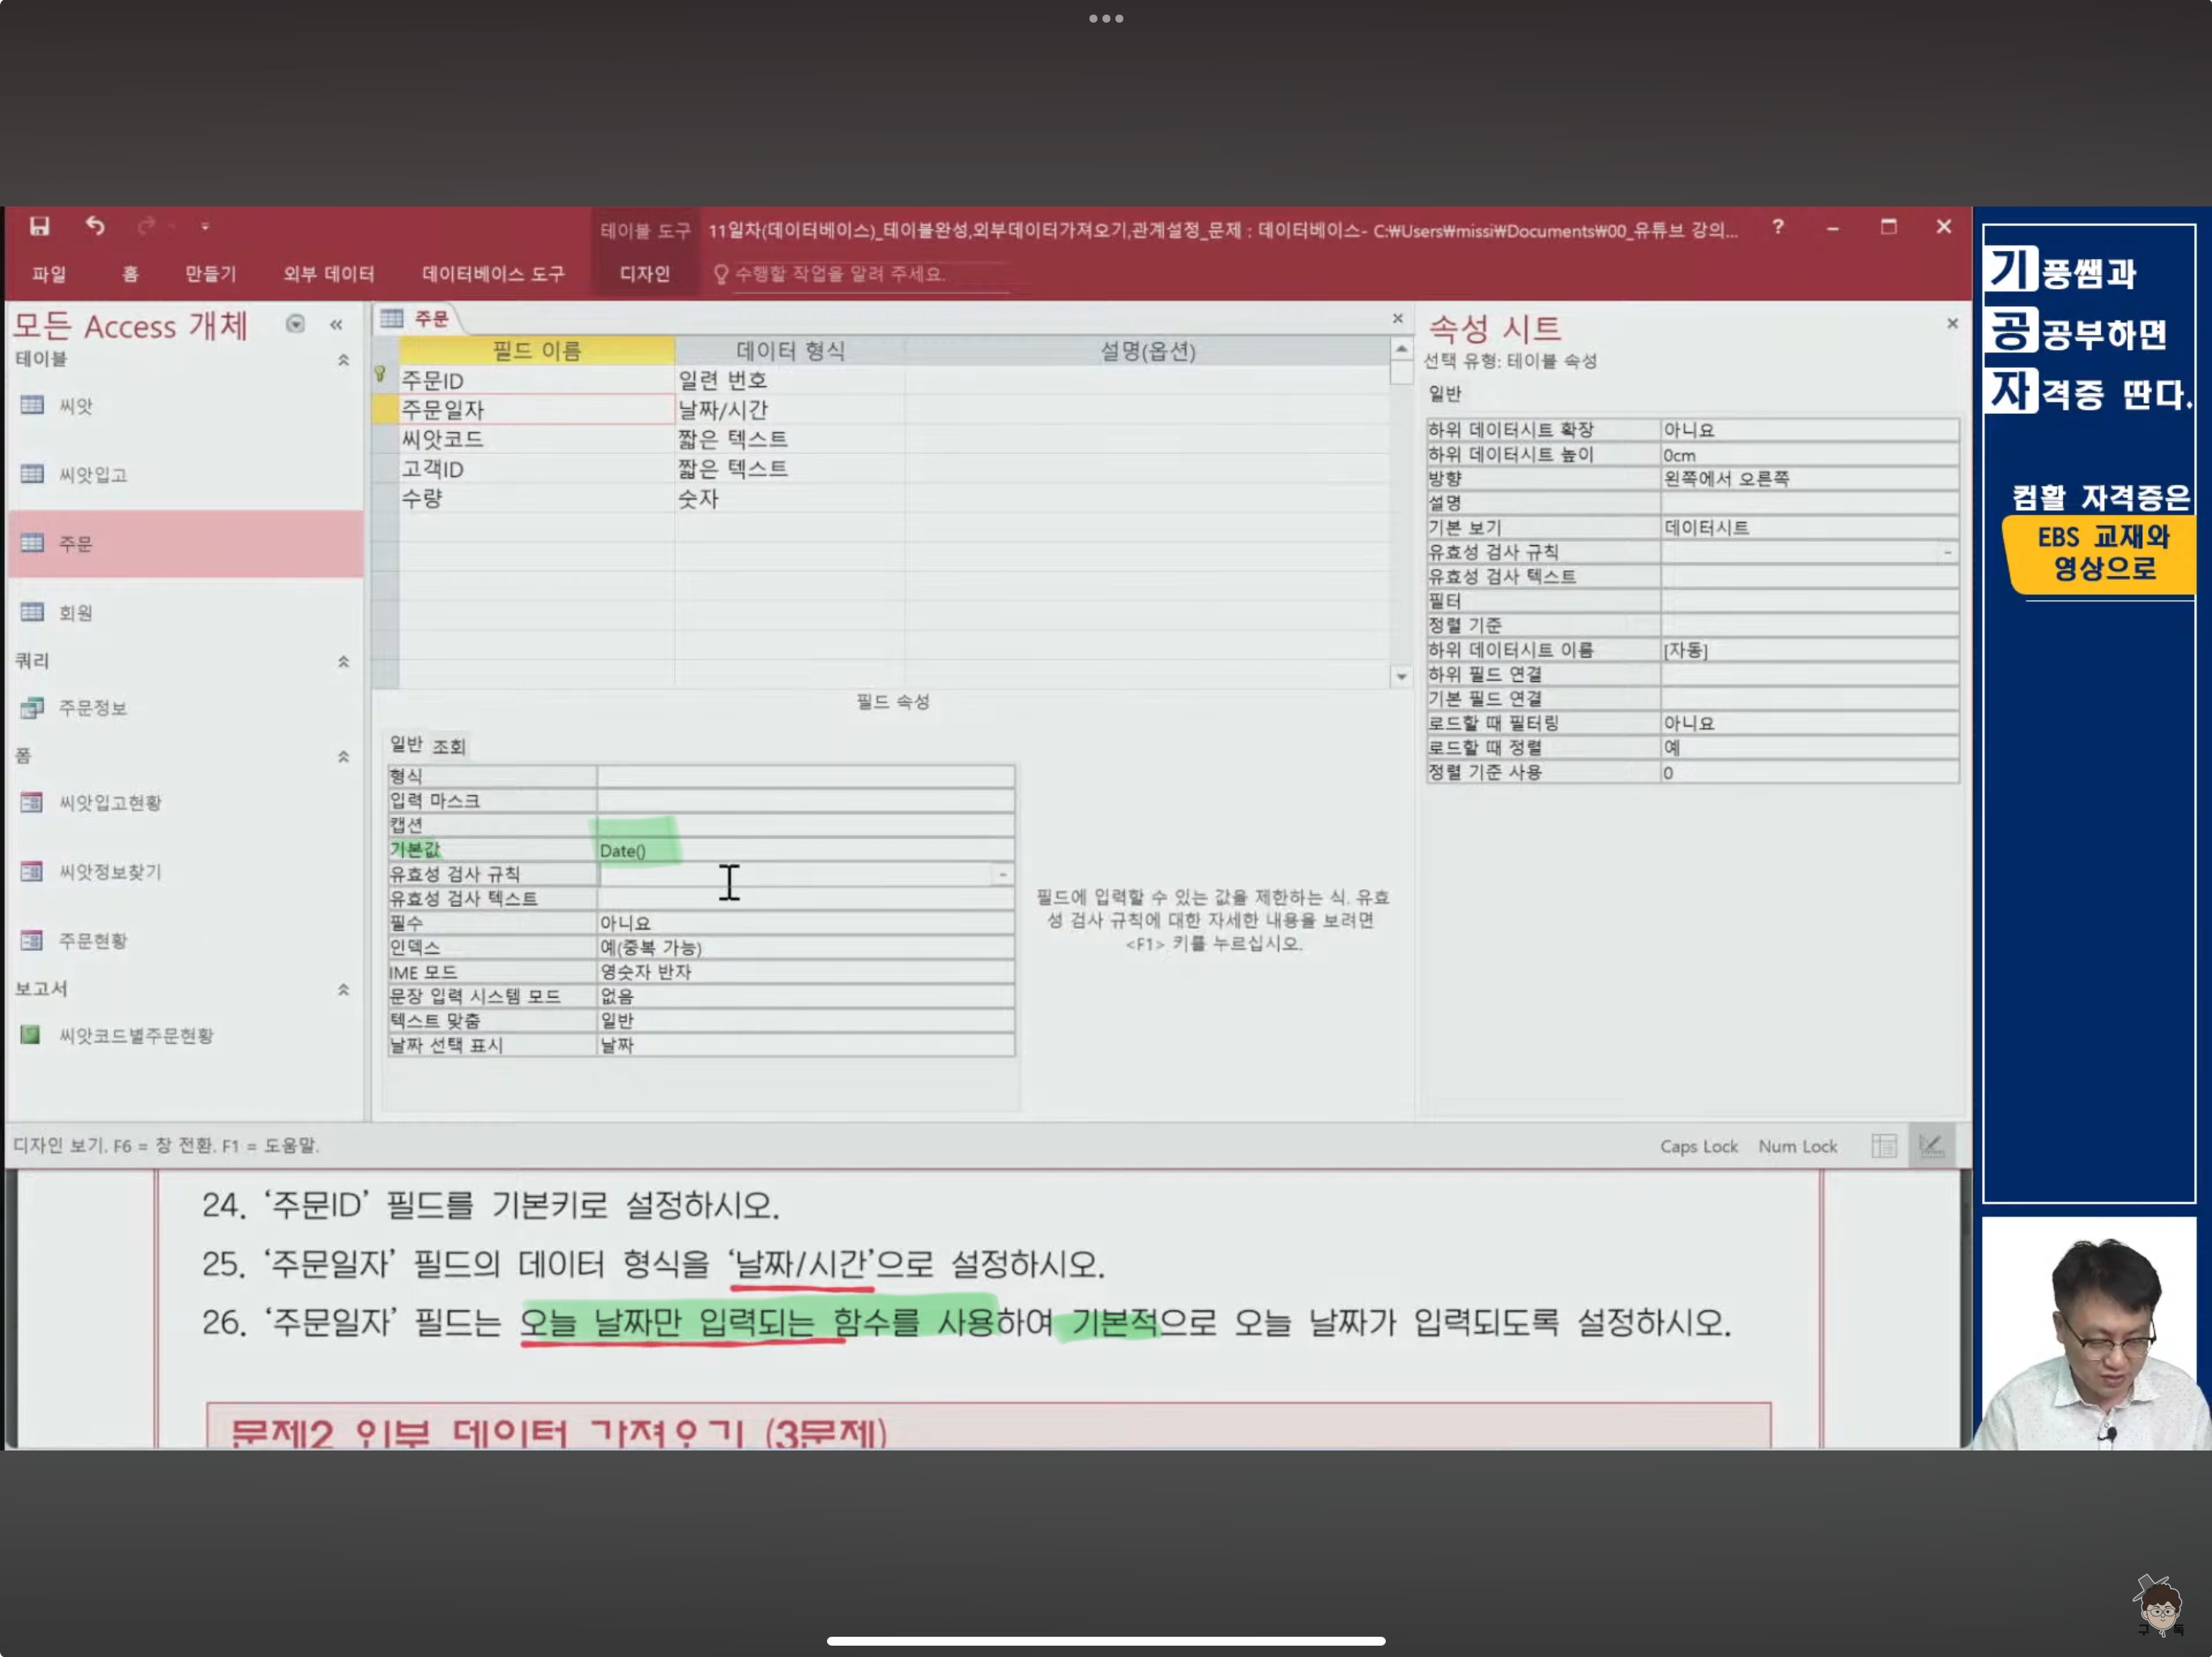 테이블 도구
11일차(데이터베이스)_테이블완성,외부데이터가져오기,관계설정_문제 : 데이터베이스- C:₩Users₩missi₩Documents₩00_유튜브 강의...
?
파일
홈
만들기
외부 데이터
데이터베이스 도구
디자인
수행할 작업을 알려 주세요.
모든 Access 개체
테이블
씨앗
씨앗입고
주문
회원
쿼리
주문정보
폼
씨앗입고현황
씨앗정보찾기
주문현황
보고서
씨앗코드별주문현황
주문
필드 이름 데이터 형식 설명(옵션)
주문ID 일련 번호
주문일자 날짜/시간
씨앗코드 짧은 텍스트
고객ID 짧은 텍스트
수량 숫자
필드 속성
일반 조회
형식
입력 마스크
캡션
기본값 Date()
유효성 검사 규칙
유효성 검사 텍스트
필수 아니요
인덱스 예(중복 가능)
IME 모드 영숫자 반자
문장 입력 시스템 모드 없음
텍스트 맞춤 일반
날짜 선택 표시 날짜
필드에 입력할 수 있는 값을 제한하는 식. 유효
성 검사 규칙에 대한 자세한 내용을 보려면
<F1> 키를 누르십시오.
속성 시트
선택 유형: 테이블 속성
일반
하위 데이터시트 확장 아니요
하위 데이터시트 높이 0cm
방향 왼쪽에서 오른쪽
설명
기본 보기 데이터시트
유효성 검사 규칙
유효성 검사 텍스트
필터
정렬 기준
하위 데이터시트 이름 [자동]
하위 필드 연결
기본 필드 연결
로드할 때 필터링 아니요
로드할 때 정렬 예
정렬 기준 사용 0
디자인 보기. F6 = 창 전환. F1 = 도움말.
Caps Lock Num Lock
24. ‘주문ID’ 필드를 기본키로 설정하시오.
25. ‘주문일자’ 필드의 데이터 형식을 ‘날짜/시간’으로 설정하시오.
26. ‘주문일자’ 필드는 오늘 날짜만 입력되는 함수를 사용하여 기본적으로 오늘 날짜가 입력되도록 설정하시오.
문제2 외부 데이터 가져오기 (3문제)
기풍쌤과
공공부하면
자격증 딴다.
컴활 자격증은
EBS 교재와
영상으로
구독